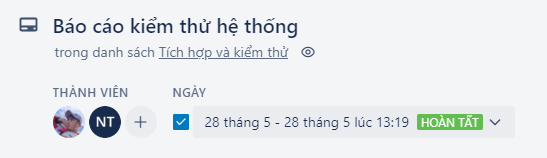 Báo cáo kiểm thử hệ thống
trong danh sách Tích hợp và kiểm thử
THÀNH VIÊN NGÀY
NT 28 tháng 5 - 28 tháng 5 lúc 13:19 HOÀN TẤT